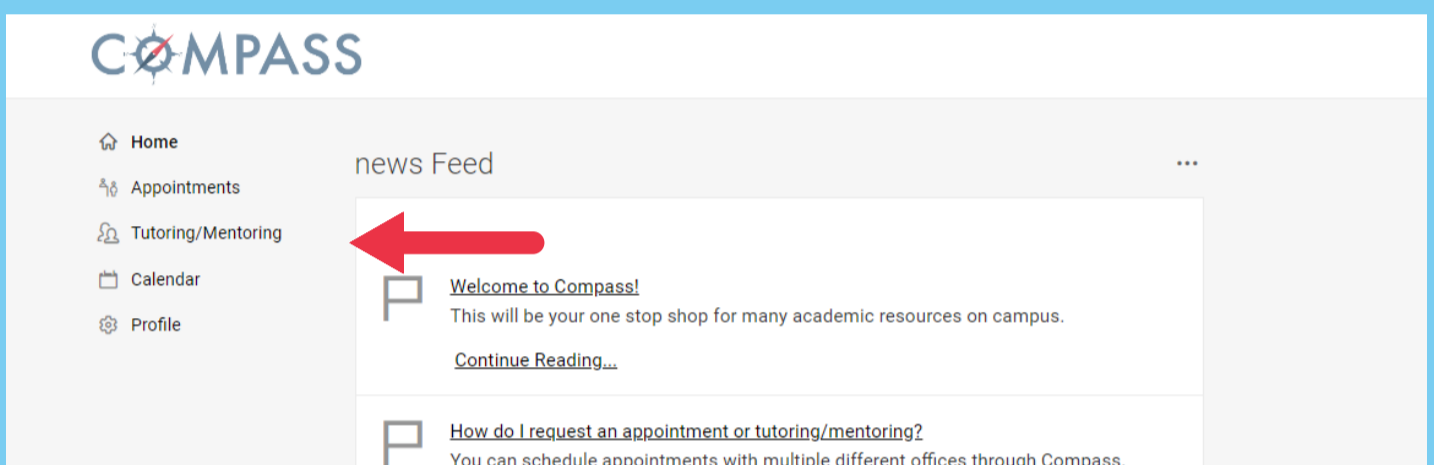 COMPASS
Home
Appointments
Tutoring/Mentoring
Calendar
Profile
news Feed
Welcome to Compass!
This will be your one stop shop for many academic resources on campus.
Continue Reading...
How do I request an appointment or tutoring/mentoring?
You can schedule appointments with multiple different offices through Compass.